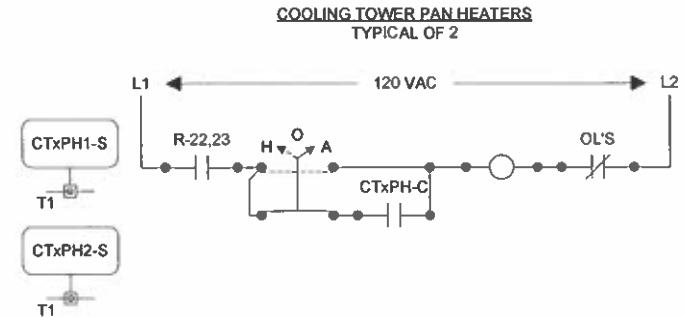 COOLING TOWER PAN HEATERS
TYPICAL OF 2
L1
120 VAC
L2
CTxPH1-S
R-22,23
H
O
A
OL'S
T1
CTxPH-C
CTxPH2-S
T1